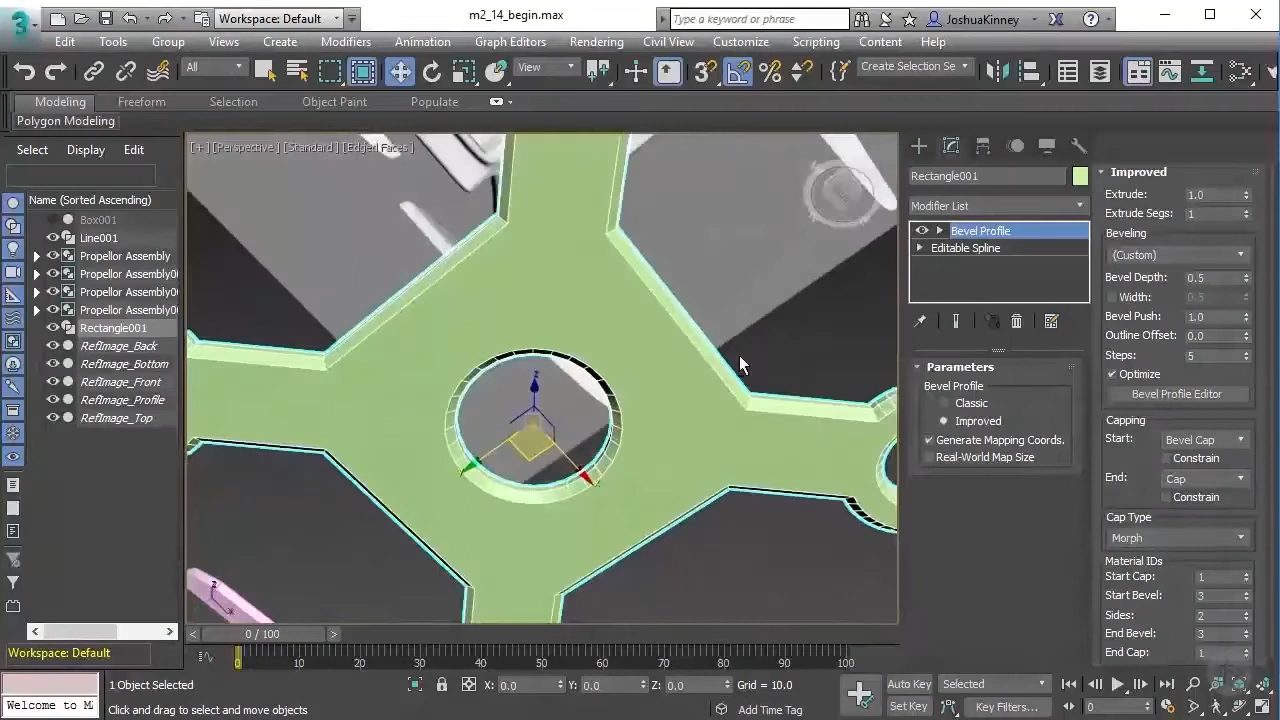 3
Workspace: Default
m2_14_begin.max
Type a keyword or phrase
JoshuaKinney
Edit Tools Group Views Create Modifiers Animation Graph Editors Rendering Civil View Customize Scripting Content Help
All
View
3
Create Selection Se
Modeling Freeform Selection Object Paint Populate
Polygon Modeling
Select Display Edit
[+] [Perspective] [Standard] [Edged Faces]
Name (Sorted Ascending)
Box001
Line001
Propellor Assembly
Propellor Assembly0
Propellor Assembly0
Propellor Assembly0
Rectangle001
RefImage_Back
RefImage_Bottom
RefImage_Front
RefImage_Profile
RefImage_Top
Workspace: Default
z
z
x
Rectangle001
Modifier List
Bevel Profile
Editable Spline
Parameters
Bevel Profile
Classic
Improved
Generate Mapping Coords.
Real-World Map Size
Improved
Extrude: 1.0
Extrude Segs: 1
Beveling
(Custom)
Bevel Depth: 0.5
Width: 0.5
Bevel Push: 1.0
Outline Offset: 0.0
Steps: 5
Optimize
Bevel Profile Editor
Capping
Start: Bevel Cap
Constrain
End: Cap
Constrain
Cap Type
Morph
Material IDs
Start Cap: 1
Start Bevel: 3
Sides: 2
End Bevel: 3
End Cap: 1
< 0 / 100 >
0 10 20 30 40 50 60 70 80 90 100
1 Object Selected
X: 0.0 Y: 0.0 Z: 0.0 Grid = 10.0
Auto Key Selected
Welcome to M
Click and drag to select and move objects
Add Time Tag
Set Key Key Filters...
0